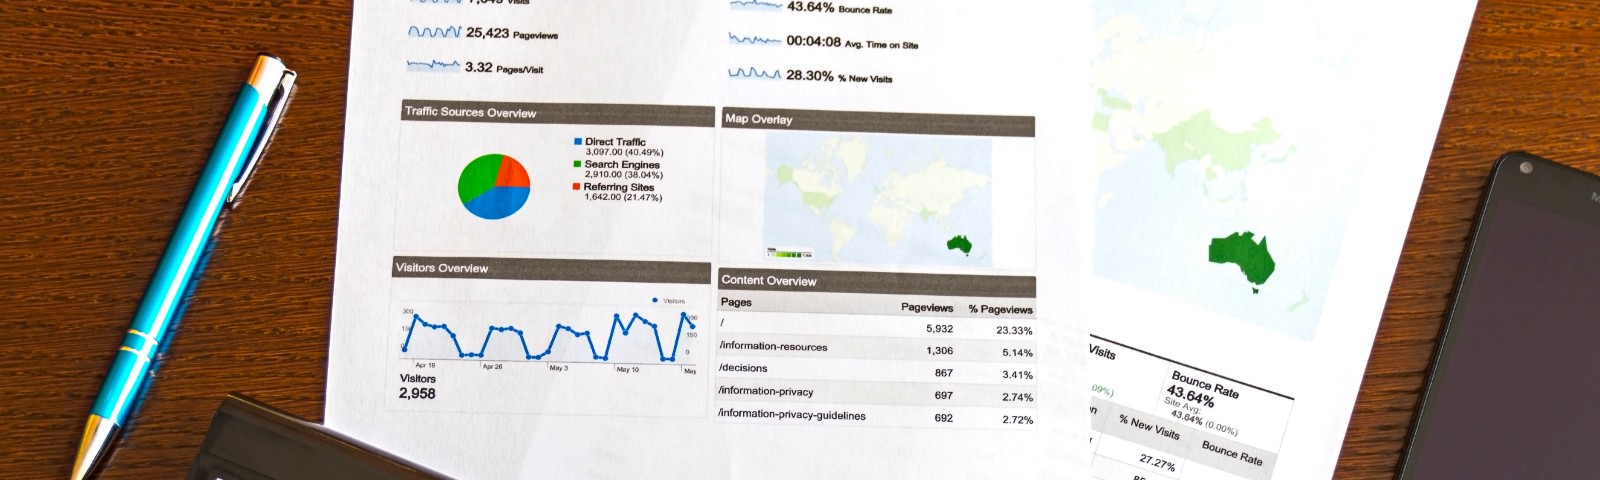 Visits
43.64% Bounce Rate
25,423 Pageviews
00:04:08 Avg. Time on Site
3.32 Pages/Visit
28.30% % New Visits
Traffic Sources Overview
Direct Traffic
3,097.00 (40.49%)
Search Engines
2,910.00 (38.04%)
Referring Sites
1,642.00 (21.47%)
Map Overlay
Visitors Overview
Visitors
300
150
0
150
0
Apr 26
May 3
May 10
May
Visitors
2,958
Content Overview
Pages Pageviews % Pageviews
/ 5,932 23.33%
/information-resources 1,306 5.14%
/decisions 867 3.41%
/information-privacy 697 2.74%
/information-privacy-guidelines 692 2.72%
Visits
Bounce Rate
43.64%
Site Avg:
43.64% (0.00%)
% New Visits
Bounce Rate
27.27%